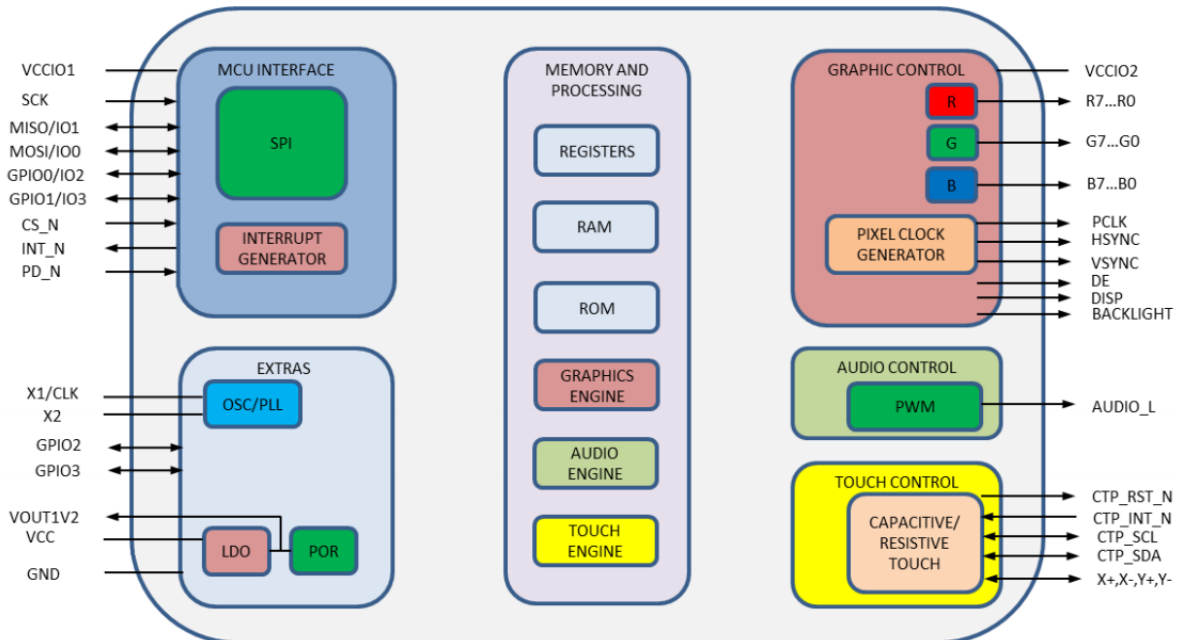 VCCIO1
SCK
MISO/IO1
MOSI/IO0
GPIO0/IO2
GPIO1/IO3
CS_N
INT_N
PD_N
MCU INTERFACE
SPI
INTERRUPT
GENERATOR
X1/CLK
X2
GPIO2
GPIO3
VOUT1V2
VCC
GND
EXTRAS
OSC/PLL
LDO
POR
MEMORY AND
PROCESSING
REGISTERS
RAM
ROM
GRAPHICS
ENGINE
AUDIO
ENGINE
TOUCH
ENGINE
GRAPHIC CONTROL
R
G
B
PIXEL CLOCK
GENERATOR
VCCIO2
R7...R0
G7...G0
B7...B0
PCLK
HSYNC
VSYNC
DE
DISP
BACKLIGHT
AUDIO CONTROL
PWM
AUDIO_L
TOUCH CONTROL
CAPACITIVE/
RESISTIVE
TOUCH
CTP_RST_N
CTP_INT_N
CTP_SCL
CTP_SDA
X+,X-,Y+,Y-